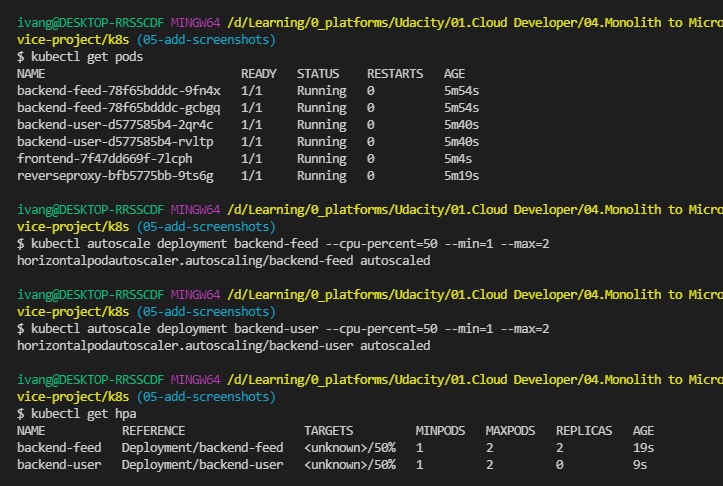 ivang@DESKTOP-RRSSCDF MINGW64 /d/Learning/0_platforms/Udacity/01.Cloud Developer/04.Monolith to Micro
vice-project/k8s (05-add-screenshots)
$ kubectl get pods
NAME READY STATUS RESTARTS AGE
backend-feed-78f65bdddc-9fn4x 1/1 Running 0 5m54s
backend-feed-78f65bdddc-gcbgq 1/1 Running 0 5m54s
backend-user-d577585b4-2qr4c 1/1 Running 0 5m40s
backend-user-d577585b4-rvltp 1/1 Running 0 5m40s
frontend-7f47dd669f-7lcph 1/1 Running 0 5m4s
reverseproxy-bfb5775bb-9ts6g 1/1 Running 0 5m19s
ivang@DESKTOP-RRSSCDF MINGW64 /d/Learning/0_platforms/Udacity/01.Cloud Developer/04.Monolith to Micro
vice-project/k8s (05-add-screenshots)
$ kubectl autoscale deployment backend-feed --cpu-percent=50 --min=1 --max=2
horizontalpodautoscaler.autoscaling/backend-feed autoscaled
ivang@DESKTOP-RRSSCDF MINGW64 /d/Learning/0_platforms/Udacity/01.Cloud Developer/04.Monolith to Micro
vice-project/k8s (05-add-screenshots)
$ kubectl autoscale deployment backend-user --cpu-percent=50 --min=1 --max=2
horizontalpodautoscaler.autoscaling/backend-user autoscaled
ivang@DESKTOP-RRSSCDF MINGW64 /d/Learning/0_platforms/Udacity/01.Cloud Developer/04.Monolith to Micro
vice-project/k8s (05-add-screenshots)
$ kubectl get hpa
NAME REFERENCE TARGETS MINPODS MAXPODS REPLICAS AGE
backend-feed Deployment/backend-feed <unknown>/50% 1 2 2 19s
backend-user Deployment/backend-user <unknown>/50% 1 2 0 9s